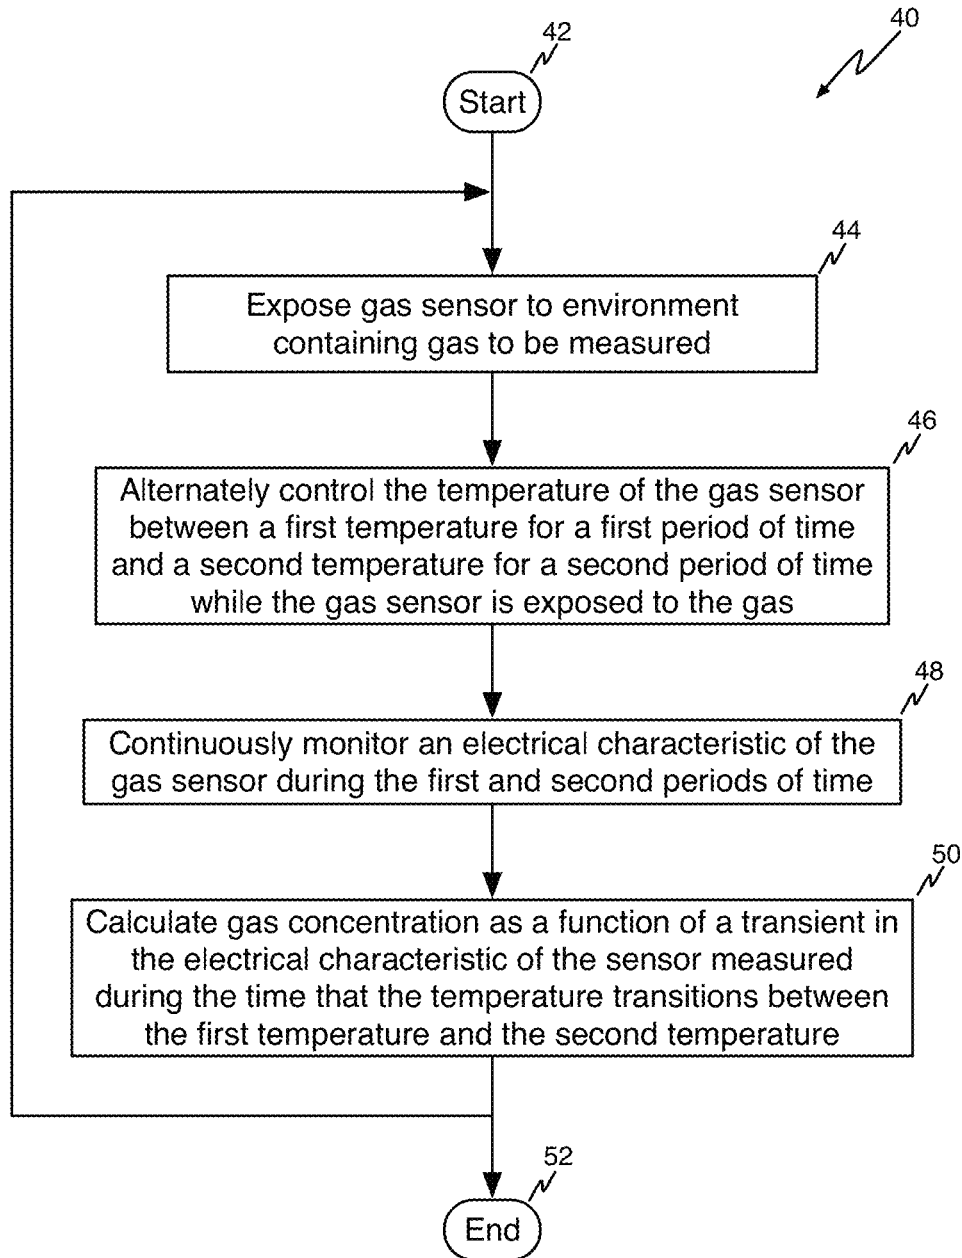 40
42
Start
44
Expose gas sensor to environment
containing gas to be measured
46
Alternately control the temperature of the gas sensor
between a first temperature for a first period of time
and a second temperature for a second period of time
while the gas sensor is exposed to the gas
48
Continuously monitor an electrical characteristic of the
gas sensor during the first and second periods of time
50
Calculate gas concentration as a function of a transient in
the electrical characteristic of the sensor measured
during the time that the temperature transitions between
the first temperature and the second temperature
52
End